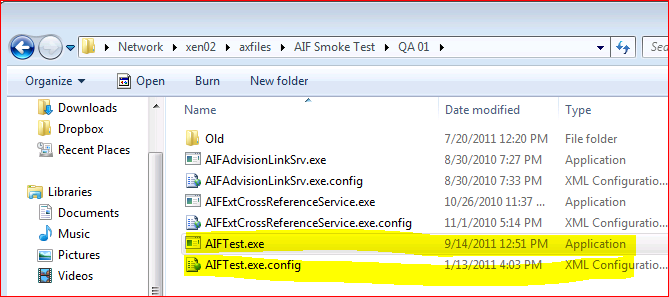 Network xen02 axfiles AIF Smoke Test QA 01 Sea
Organize Open Burn New folder
Downloads
Dropbox
Recent Places
Libraries
Documents
Music
Pictures
Videos
Name Date modified Type
Old 7/20/2011 12:20 PM File folder
AIFAdvisionLinkSrv.exe 8/30/2010 7:27 PM Application
AIFAdvisionLinkSrv.exe.config 8/30/2010 7:33 PM XML Configuratio...
AIFExtCrossReferenceService.exe 10/26/2010 11:37 ... Application
AIFExtCrossReferenceService.exe.config 11/1/2010 5:14 PM XML Configuratio...
AIFTest.exe 9/14/2011 12:51 PM Application
AIFTest.exe.config 1/13/2011 4:03 PM XML Configuratio...